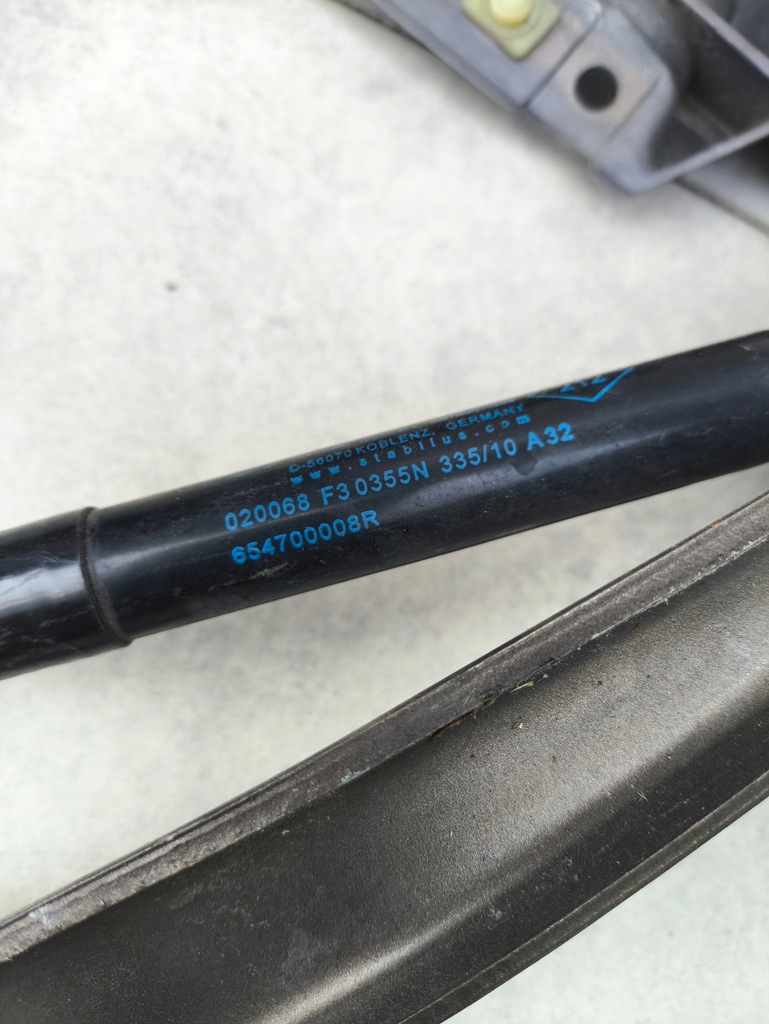 D-56070 KOBLENZ, GERMANY
www.stabilus.com
020068 F3 0355N 335/10 A32
654700008R